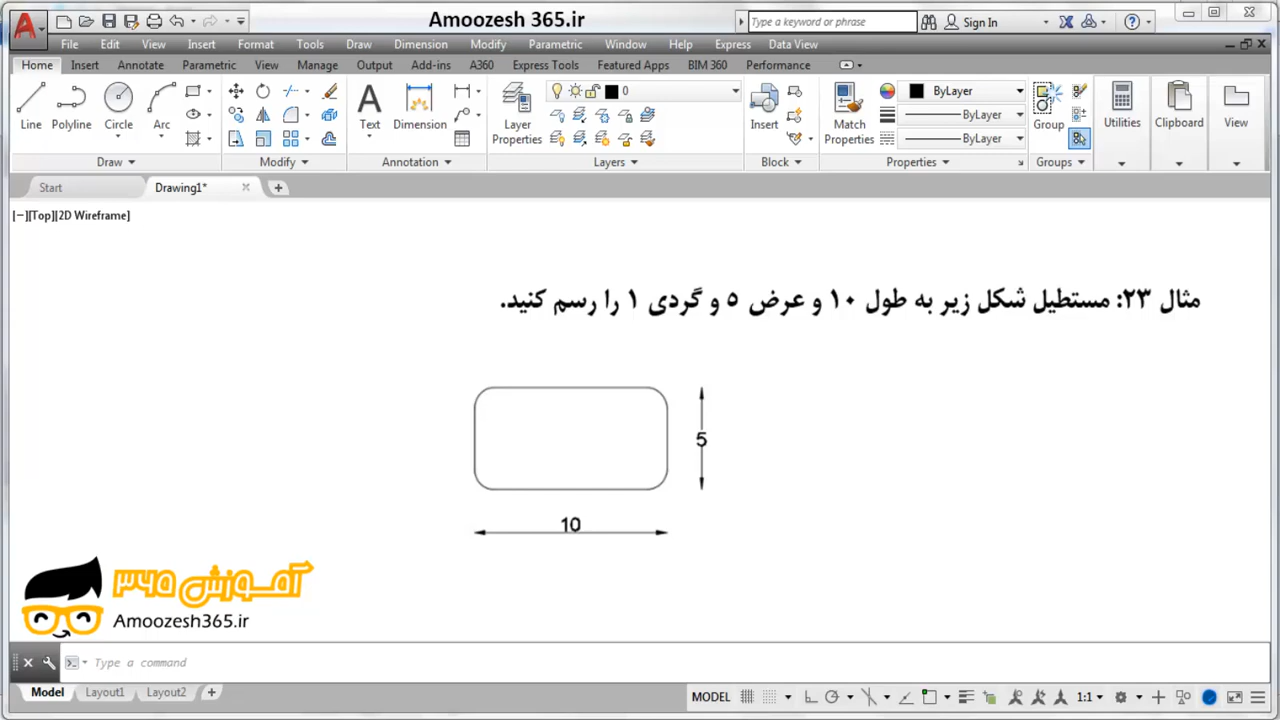 Amoozesh 365.ir
Type a keyword or phrase
Sign In
File Edit View Insert Format Tools Draw Dimension Modify Parametric Window Help Express Data View
Home Insert Annotate Parametric View Manage Output Add-ins A360 Express Tools Featured Apps BIM 360 Performance
Line Polyline Circle Arc
Text Dimension
Layer Properties
0
Insert
Match Properties
ByLayer
ByLayer
ByLayer
Group
Utilities Clipboard View
Draw Modify Annotation Layers Block Properties Groups
Start Drawing1*
[−][Top][2D Wireframe]
مثال ۲۳: مستطیل شکل زیر به طول ۱۰ و عرض ۵ و گردی ۱ را رسم کنید.
5
10
آموزش ۳۶۵
Amoozesh365.ir
Type a command
Model Layout1 Layout2
MODEL 1:1